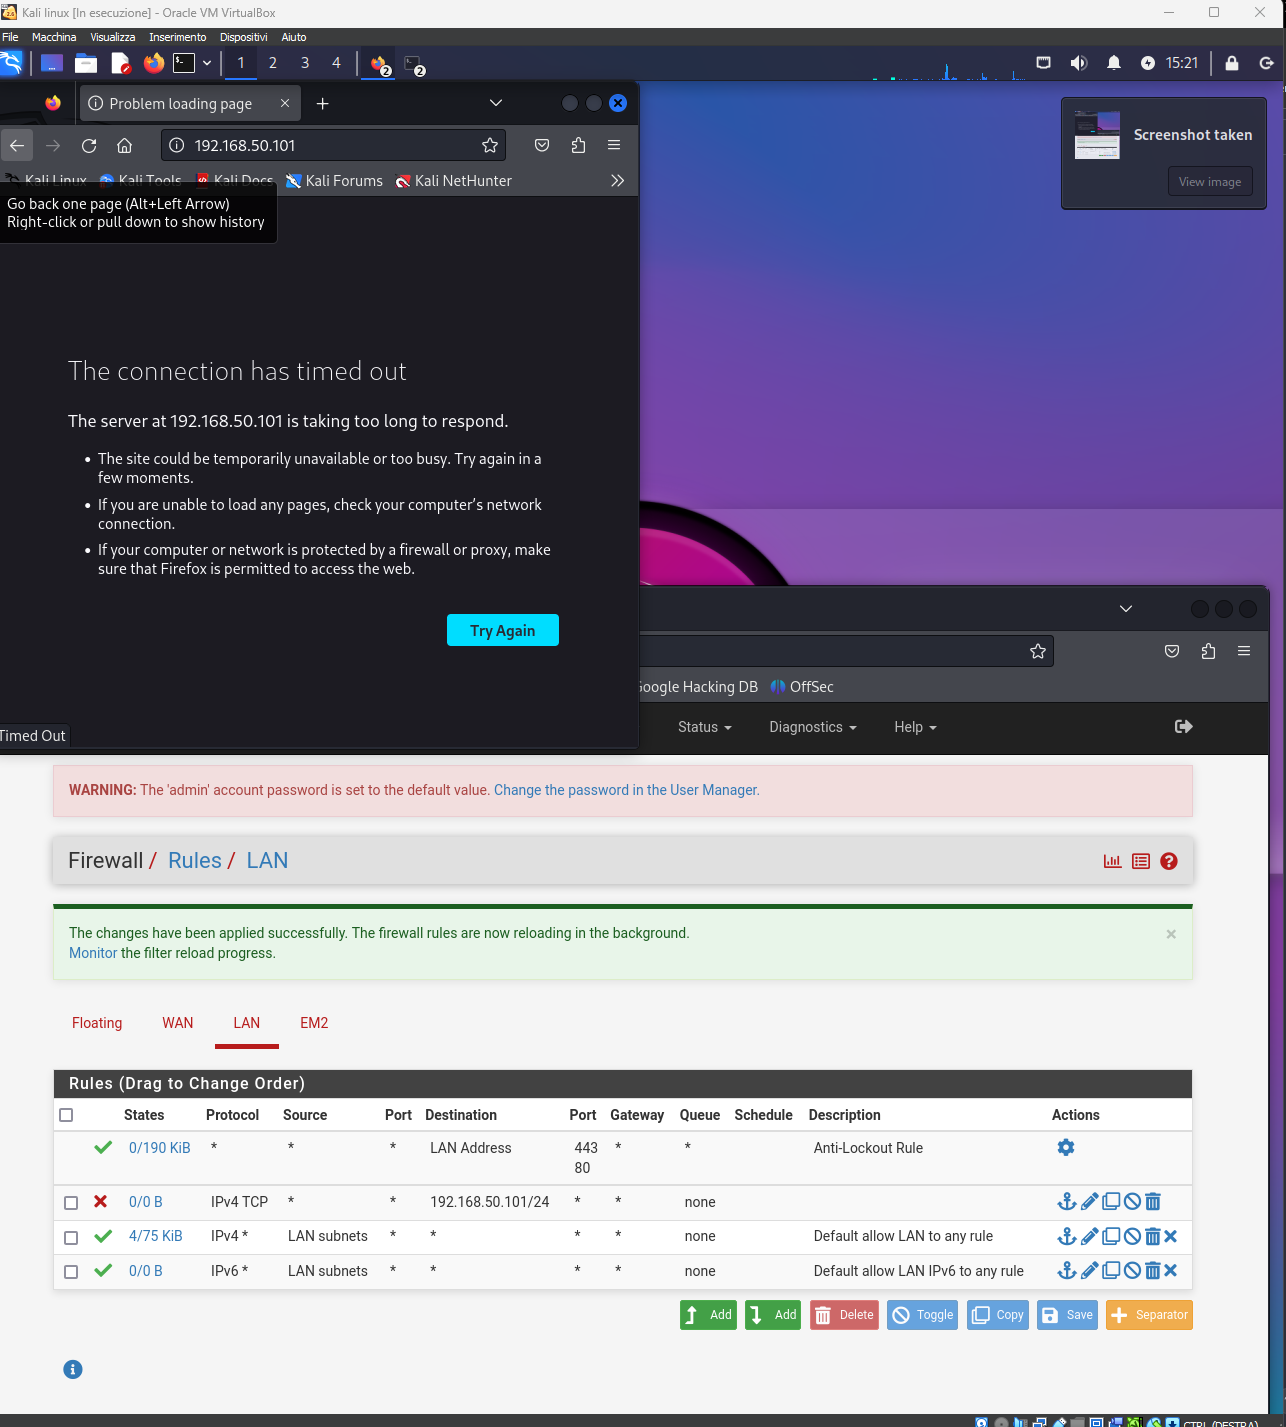 Kali linux [In esecuzione] - Oracle VM VirtualBox
File Macchina Visualizza Inserimento Dispositivi Aiuto
1 2 3 4 2 2 15:21
Problem loading page
192.168.50.101
Screenshot taken
View image
Kali Linux Kali Tools Kali Docs Kali Forums Kali NetHunter
Go back one page (Alt+Left Arrow)
Right-click or pull down to show history
The connection has timed out
The server at 192.168.50.101 is taking too long to respond.
• The site could be temporarily unavailable or too busy. Try again in a
few moments.
• If you are unable to load any pages, check your computer’s network
connection.
• If your computer or network is protected by a firewall or proxy, make
sure that Firefox is permitted to access the web.
Try Again
Timed Out
Google Hacking DB OffSec
Status Diagnostics Help
WARNING: The 'admin' account password is set to the default value. Change the password in the User Manager.
Firewall / Rules / LAN
The changes have been applied successfully. The firewall rules are now reloading in the background.
Monitor the filter reload progress.
Floating WAN LAN EM2
Rules (Drag to Change Order)
States Protocol Source Port Destination Port Gateway Queue Schedule Description Actions
0/190 KiB * * * LAN Address 443 * * Anti-Lockout Rule
80
0/0 B IPv4 TCP * * 192.168.50.101/24 * * none
4/75 KiB IPv4 * LAN subnets * * * * none Default allow LAN to any rule
0/0 B IPv6 * LAN subnets * * * * none Default allow LAN IPv6 to any rule
Add Add Delete Toggle Copy Save Separator
CTRL (DESTRA)